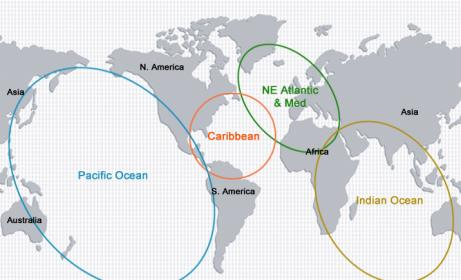 N. America
Asia
NE Atlantic
& Med
Asia
Caribbean
Africa
Pacific Ocean
S. America
Indian Ocean
Australia